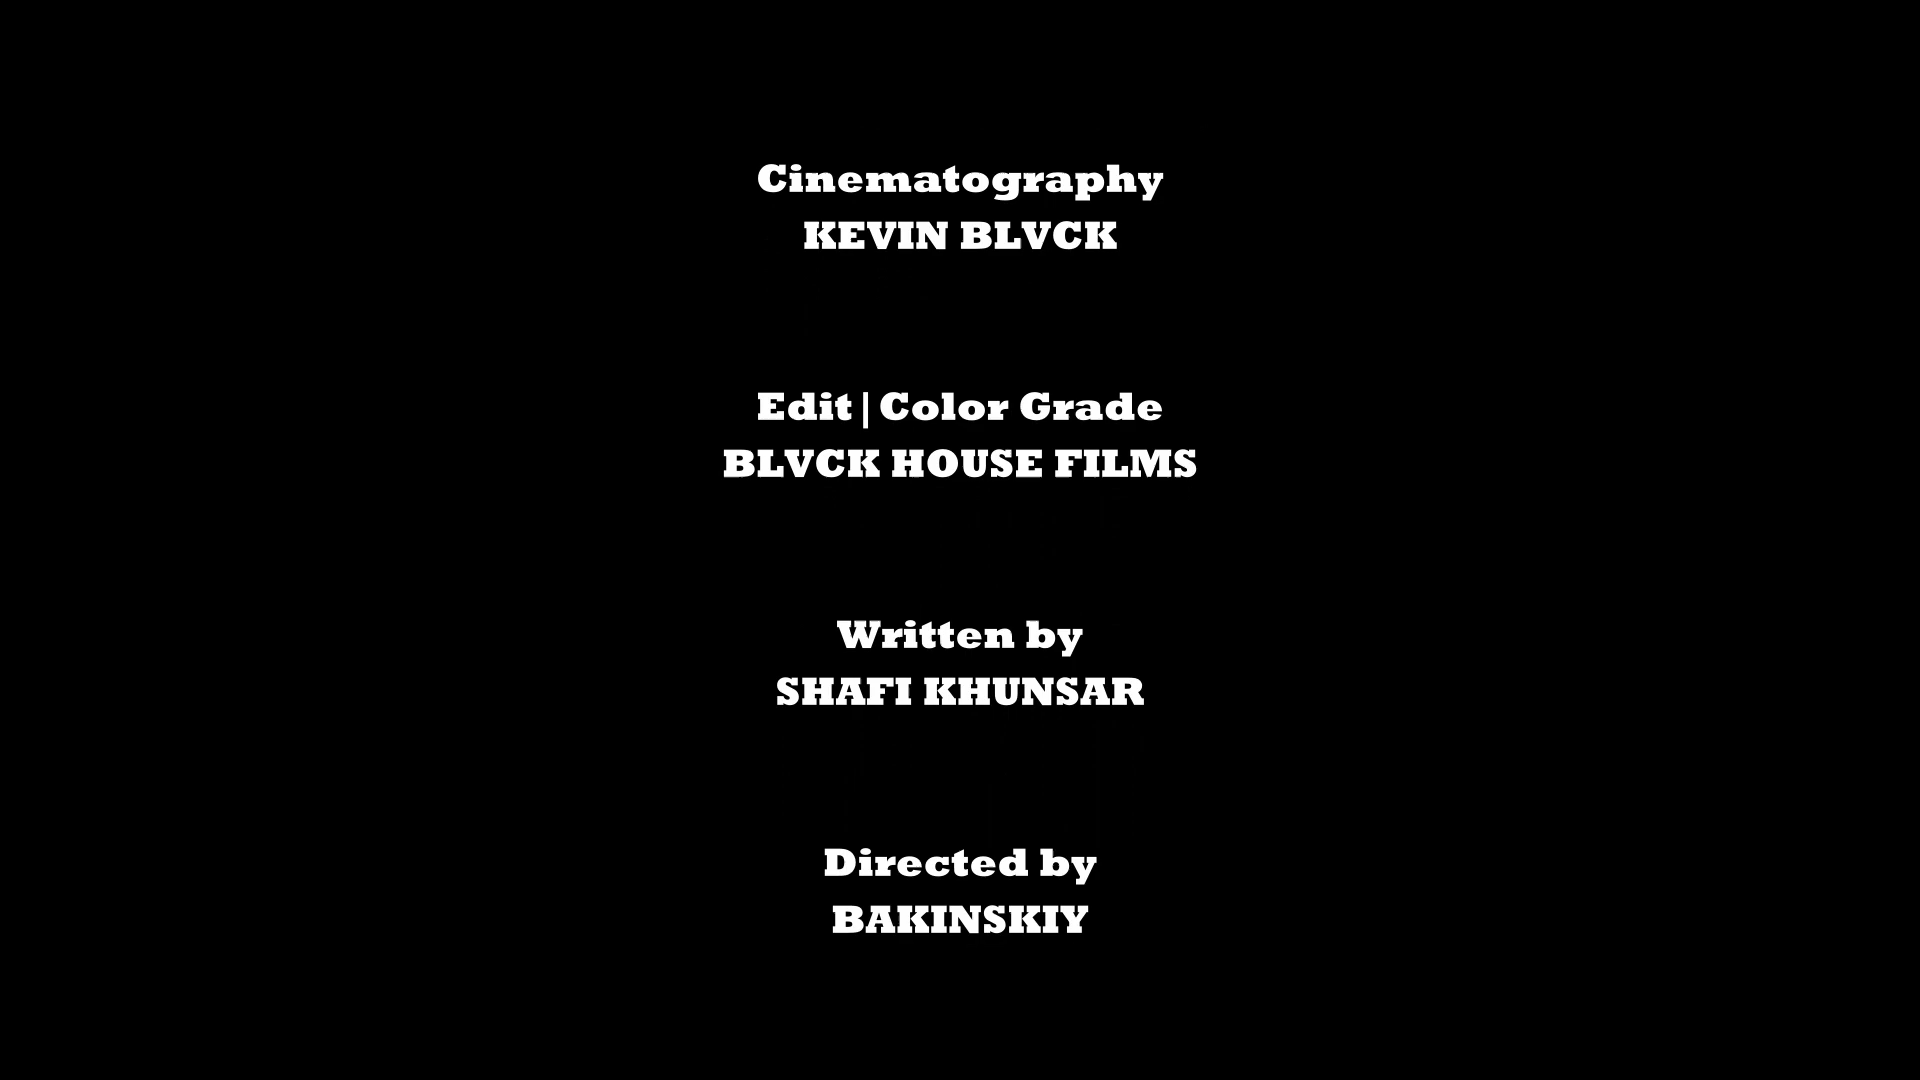 Cinematography
KEVIN BLVCK
Edit|Color Grade
BLVCK HOUSE FILMS
Written by
SHAFI KHUNSAR
Directed by
BAKINSKIY